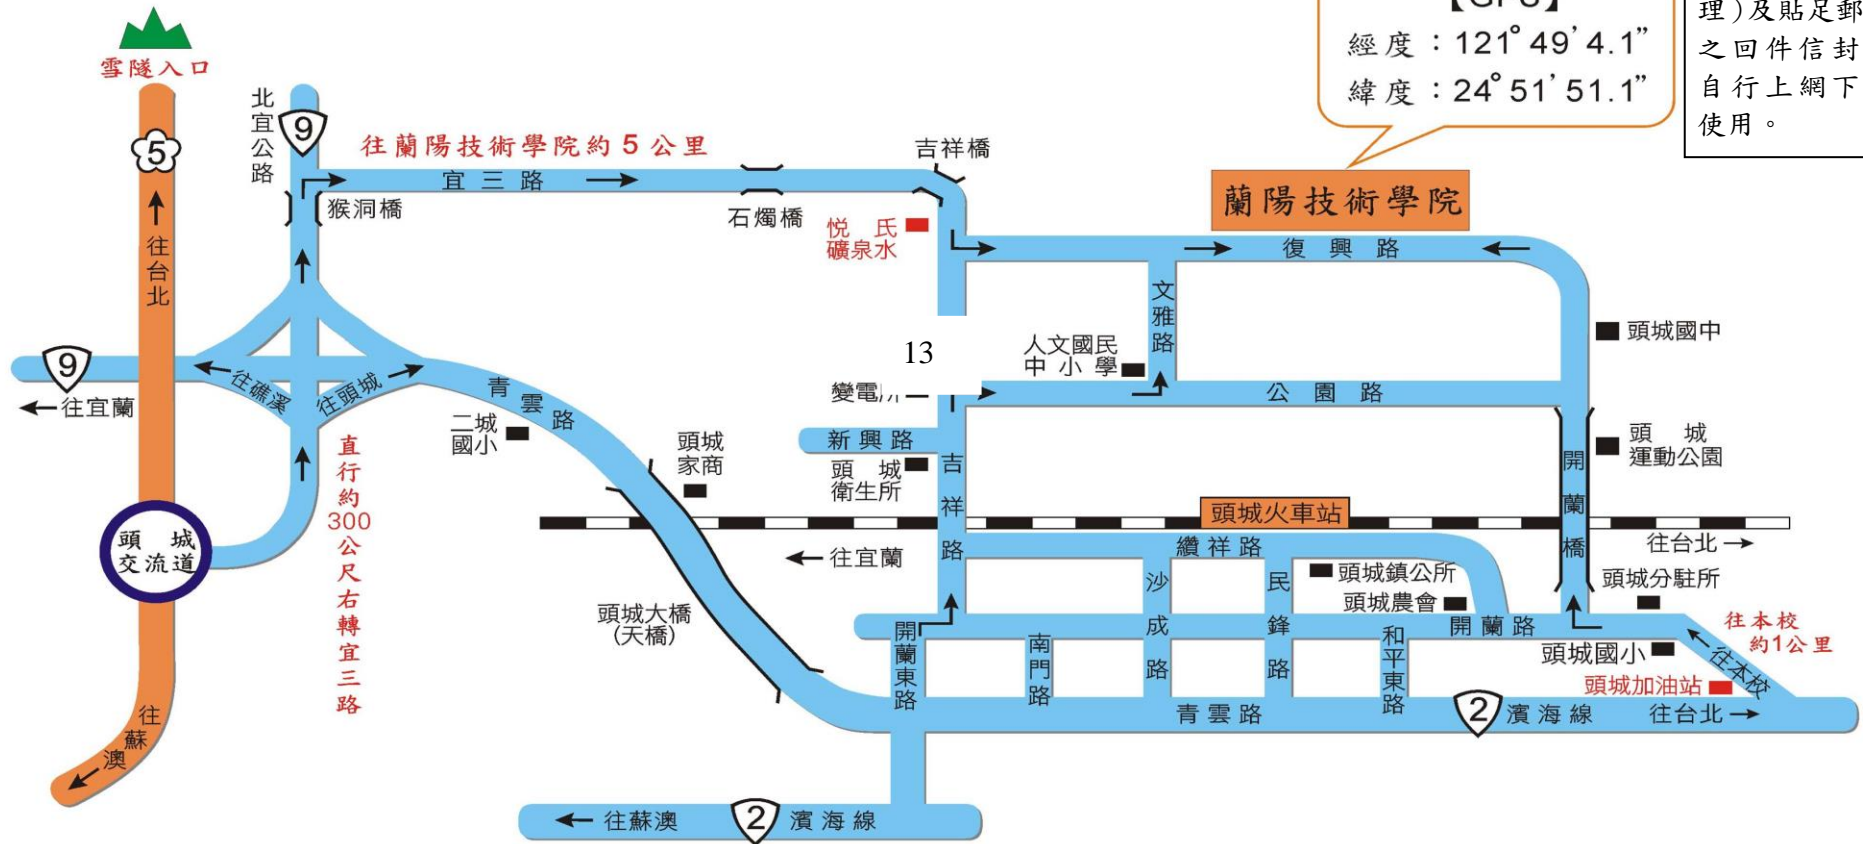 【GPS】
經度：121°49’4.1”
緯度：24°51’51.1”
理)及貼足郵
之回件信封
自行上網下
使用。
雪隧入口
5
往台北
北宜公路
9
往蘭陽技術學院約 5 公里
宜三路
猴洞橋
石燭橋
吉祥橋
悅氏
礦泉水
蘭陽技術學院
復興路
文雅路
頭城國中
9
往宜蘭
往礁溪
往頭城
青雲路
二城
國小
13
變電所
人文國民
中小學
公園路
新興路
頭城
衛生所
吉祥路
頭城
家商
頭城
運動公園
開蘭橋
直行約300公尺右轉宜三路
頭城
交流道
頭城火車站
往宜蘭
纘祥路
往台北
頭城大橋
(天橋)
沙成路
民鋒路
頭城鎮公所
頭城農會
頭城分駐所
開蘭東路
南門路
和平東路
開蘭路
頭城國小
往本校
約1公里
往本校
頭城加油站
青雲路
2
濱海線
往台北
往蘇澳
往蘇澳
2
濱海線